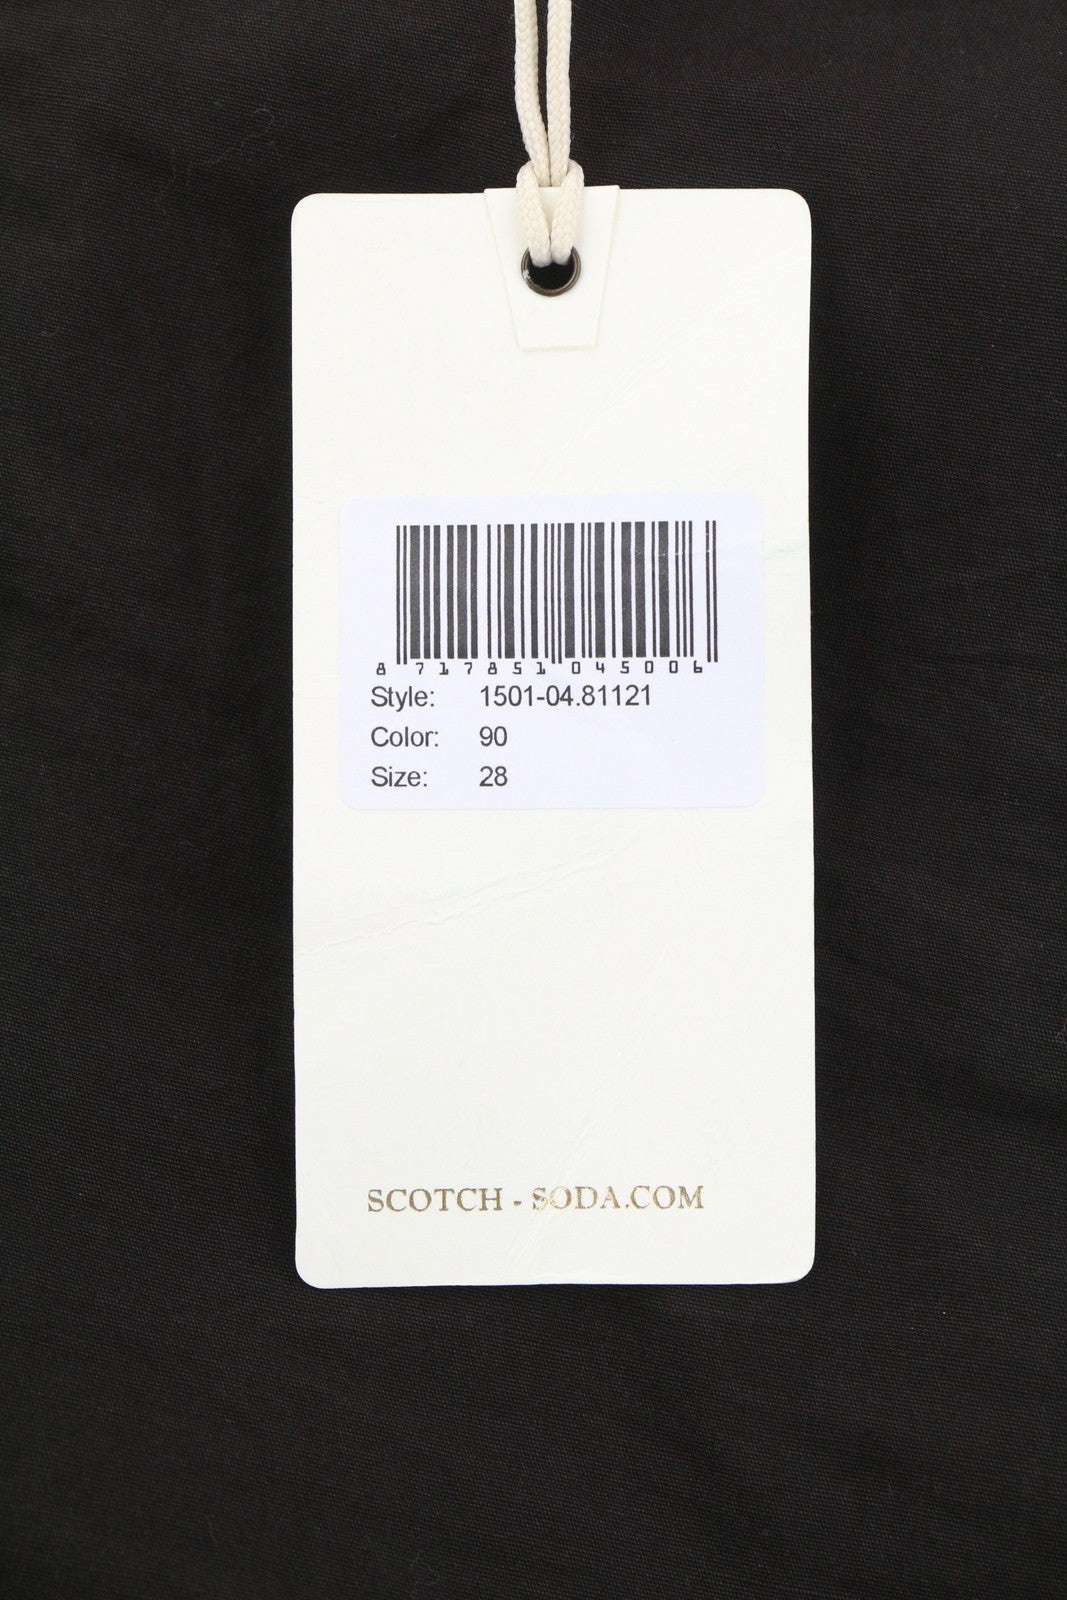 8 717851 045006
Style: 1501-04.81121
Color: 90
Size: 28
SCOTCH - SODA.COM